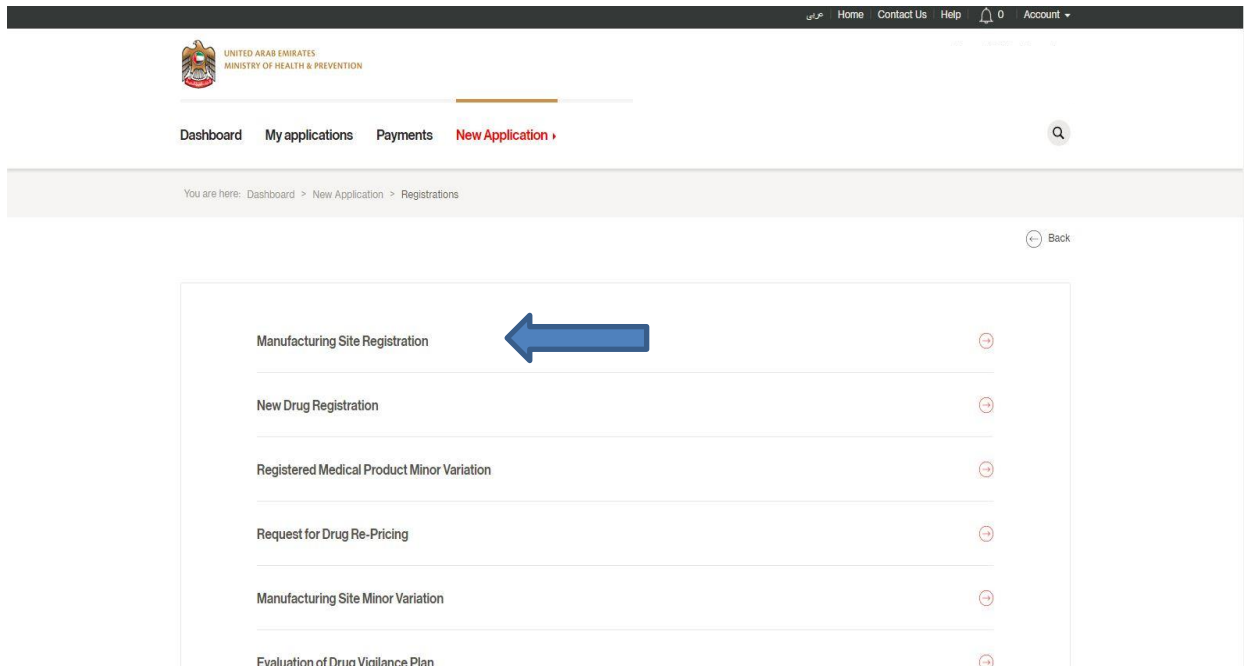 عربى Home Contact Us Help 0 Account
UNITED ARAB EMIRATES
MINISTRY OF HEALTH & PREVENTION
Dashboard My applications Payments New Application
You are here: Dashboard > New Application > Registrations
Back
Manufacturing Site Registration
New Drug Registration
Registered Medical Product Minor Variation
Request for Drug Re-Pricing
Manufacturing Site Minor Variation
Evaluation of Drug Vigilance Plan